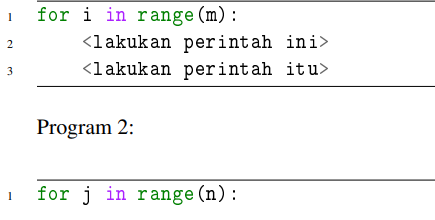 1 for i in range(m):
2 <lakukan perintah ini>
3 <lakukan perintah itu>
Program 2:
1 for j in range(n):